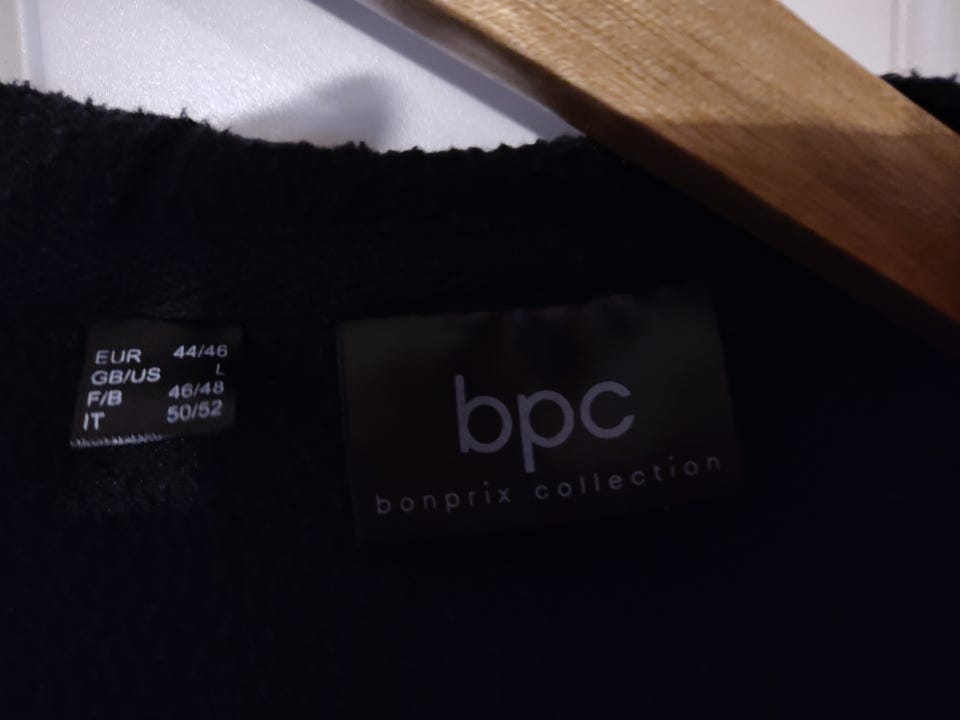 EUR 44/46
GB/US L
F/B 46/48
IT 50/52
bpc
bonprix collection